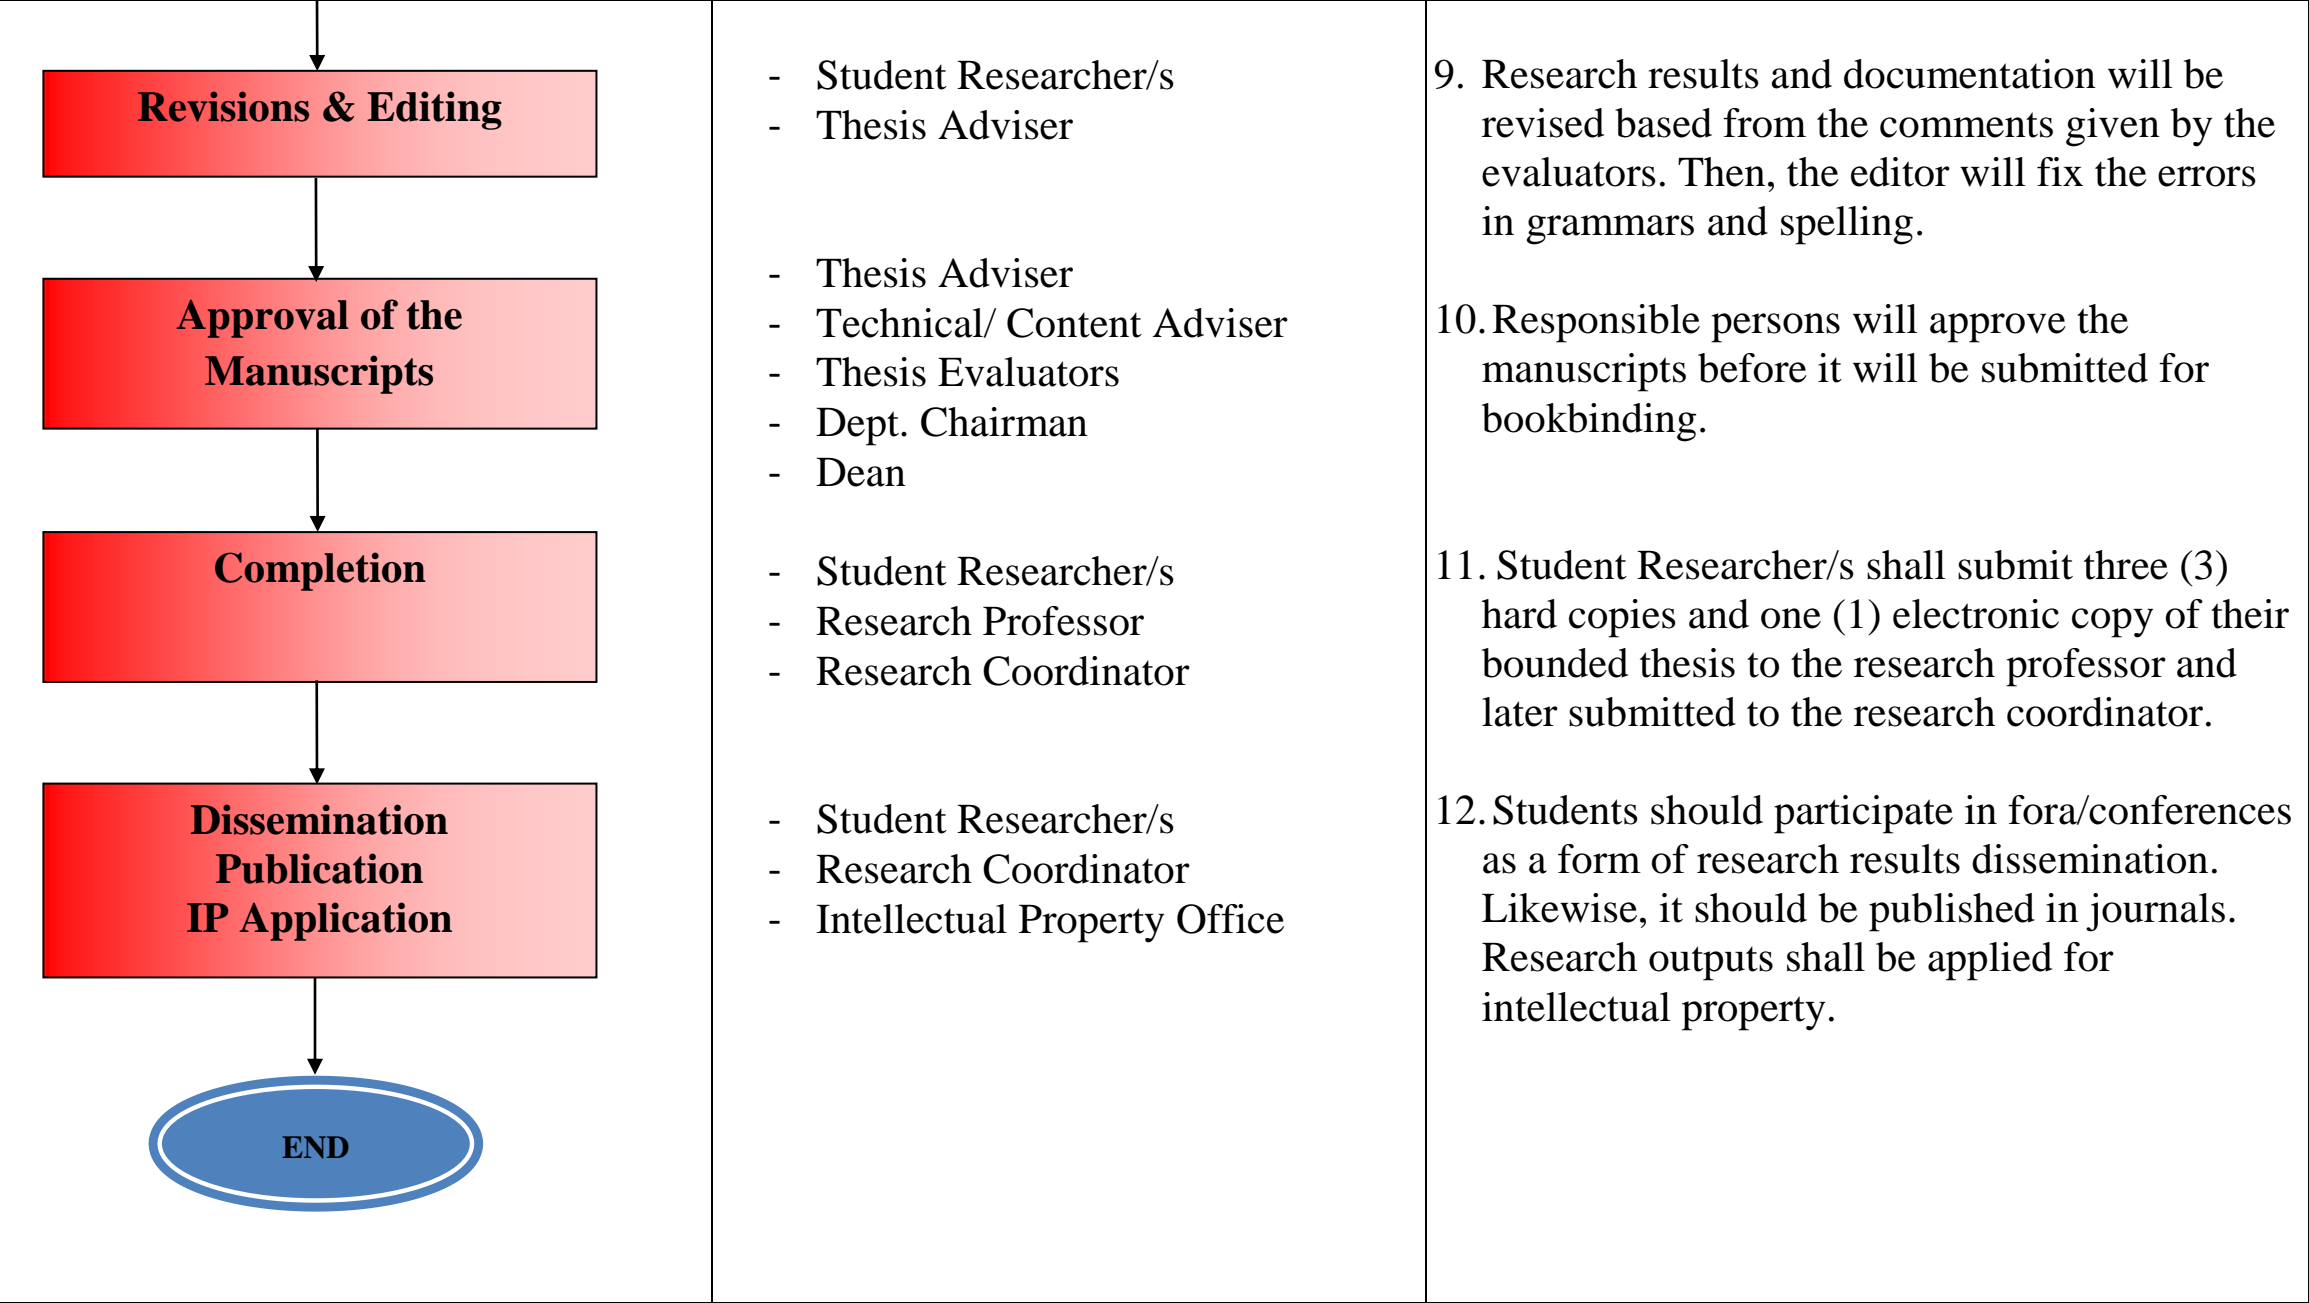 Revisions & Editing
Approval of the
Manuscripts
Completion
Dissemination
Publication
IP Application
END
- Student Researcher/s
- Thesis Adviser
- Thesis Adviser
- Technical/ Content Adviser
- Thesis Evaluators
- Dept. Chairman
- Dean
- Student Researcher/s
- Research Professor
- Research Coordinator
- Student Researcher/s
- Research Coordinator
- Intellectual Property Office
9. Research results and documentation will be
revised based from the comments given by the
evaluators. Then, the editor will fix the errors
in grammars and spelling.
10. Responsible persons will approve the
manuscripts before it will be submitted for
bookbinding.
11. Student Researcher/s shall submit three (3)
hard copies and one (1) electronic copy of their
bounded thesis to the research professor and
later submitted to the research coordinator.
12. Students should participate in fora/conferences
as a form of research results dissemination.
Likewise, it should be published in journals.
Research outputs shall be applied for
intellectual property.